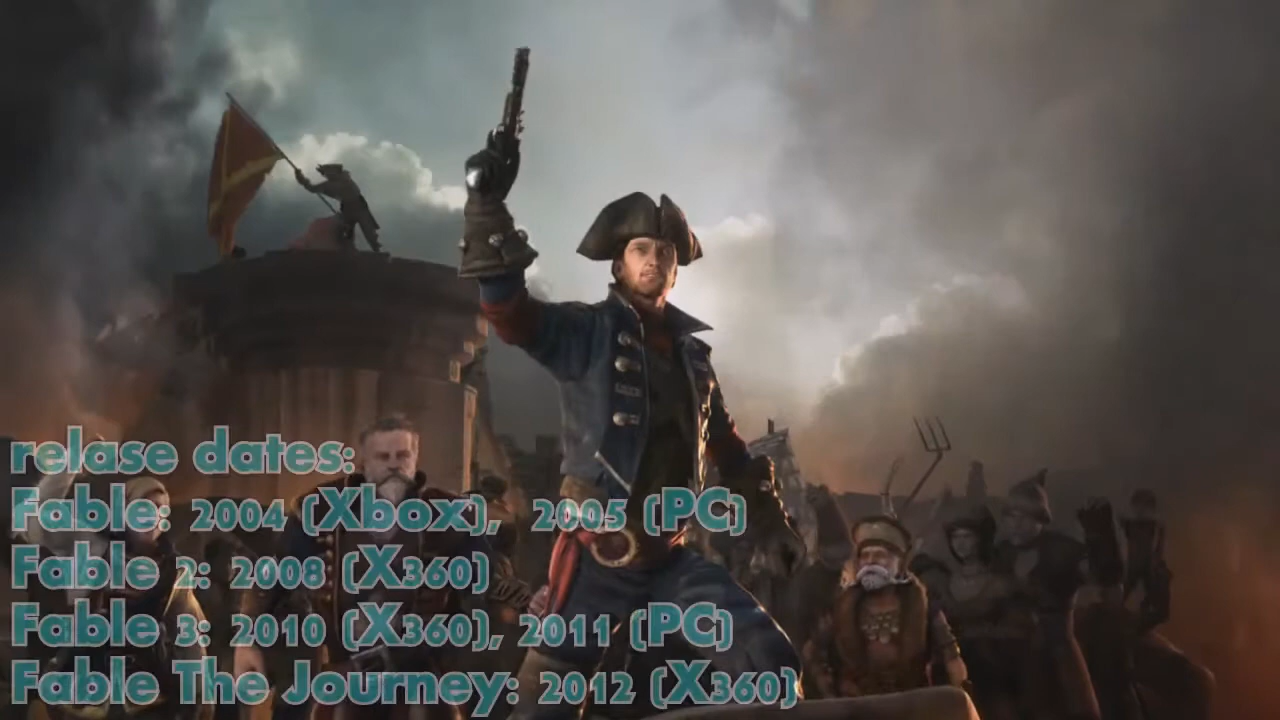 relase dates:
Fable: 2004 (Xbox), 2005 (PC)
Fable 2: 2008 (X360)
Fable 3: 2010 (X360), 2011 (PC)
Fable The Journey: 2012 (X360)